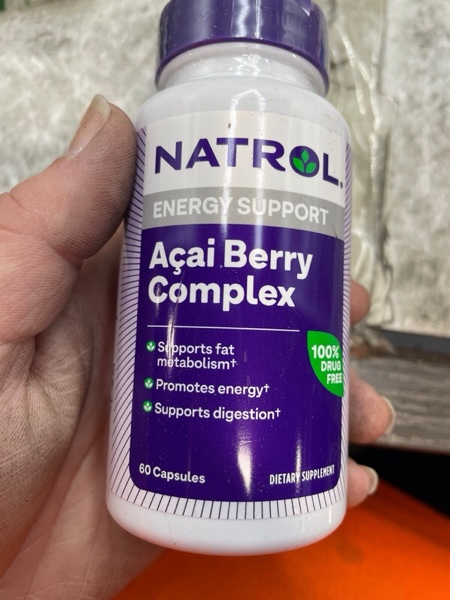 NATROL.
ENERGY SUPPORT
Açai Berry
Complex
Supports fat
metabolism†
Promotes energy†
Supports digestion†
100%
DRUG
FREE
60 Capsules
DIETARY SUPPLEMENT